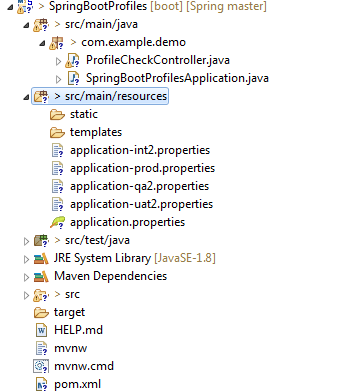 > SpringBootProfiles [boot] [Spring master]
> src/main/java
> com.example.demo
> ProfileCheckController.java
> SpringBootProfilesApplication.java
> src/main/resources
static
templates
application-int2.properties
application-prod.properties
application-qa2.properties
application-uat2.properties
application.properties
> src/test/java
JRE System Library [JavaSE-1.8]
Maven Dependencies
> src
target
HELP.md
mvnw
mvnw.cmd
pom.xml